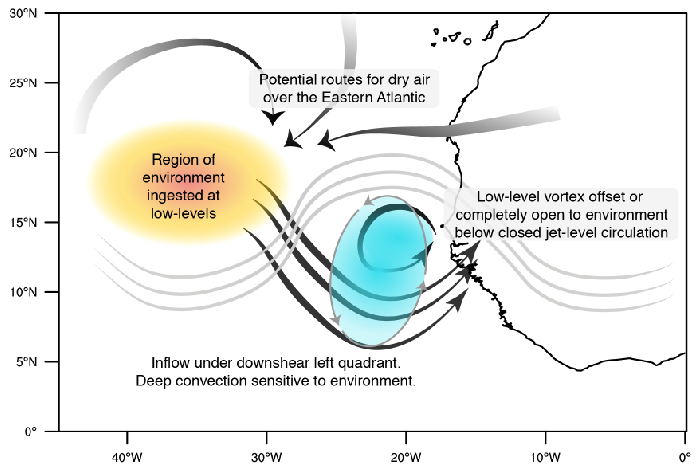 30°N
25°N
20°N
15°N
10°N
5°N
0°
Potential routes for dry air
over the Eastern Atlantic
Region of
environment
ingested at
low-levels
Low-level vortex offset or
completely open to environment
below closed jet-level circulation
Inflow under downshear left quadrant.
Deep convection sensitive to environment.
40°W
30°W
20°W
10°W
0°